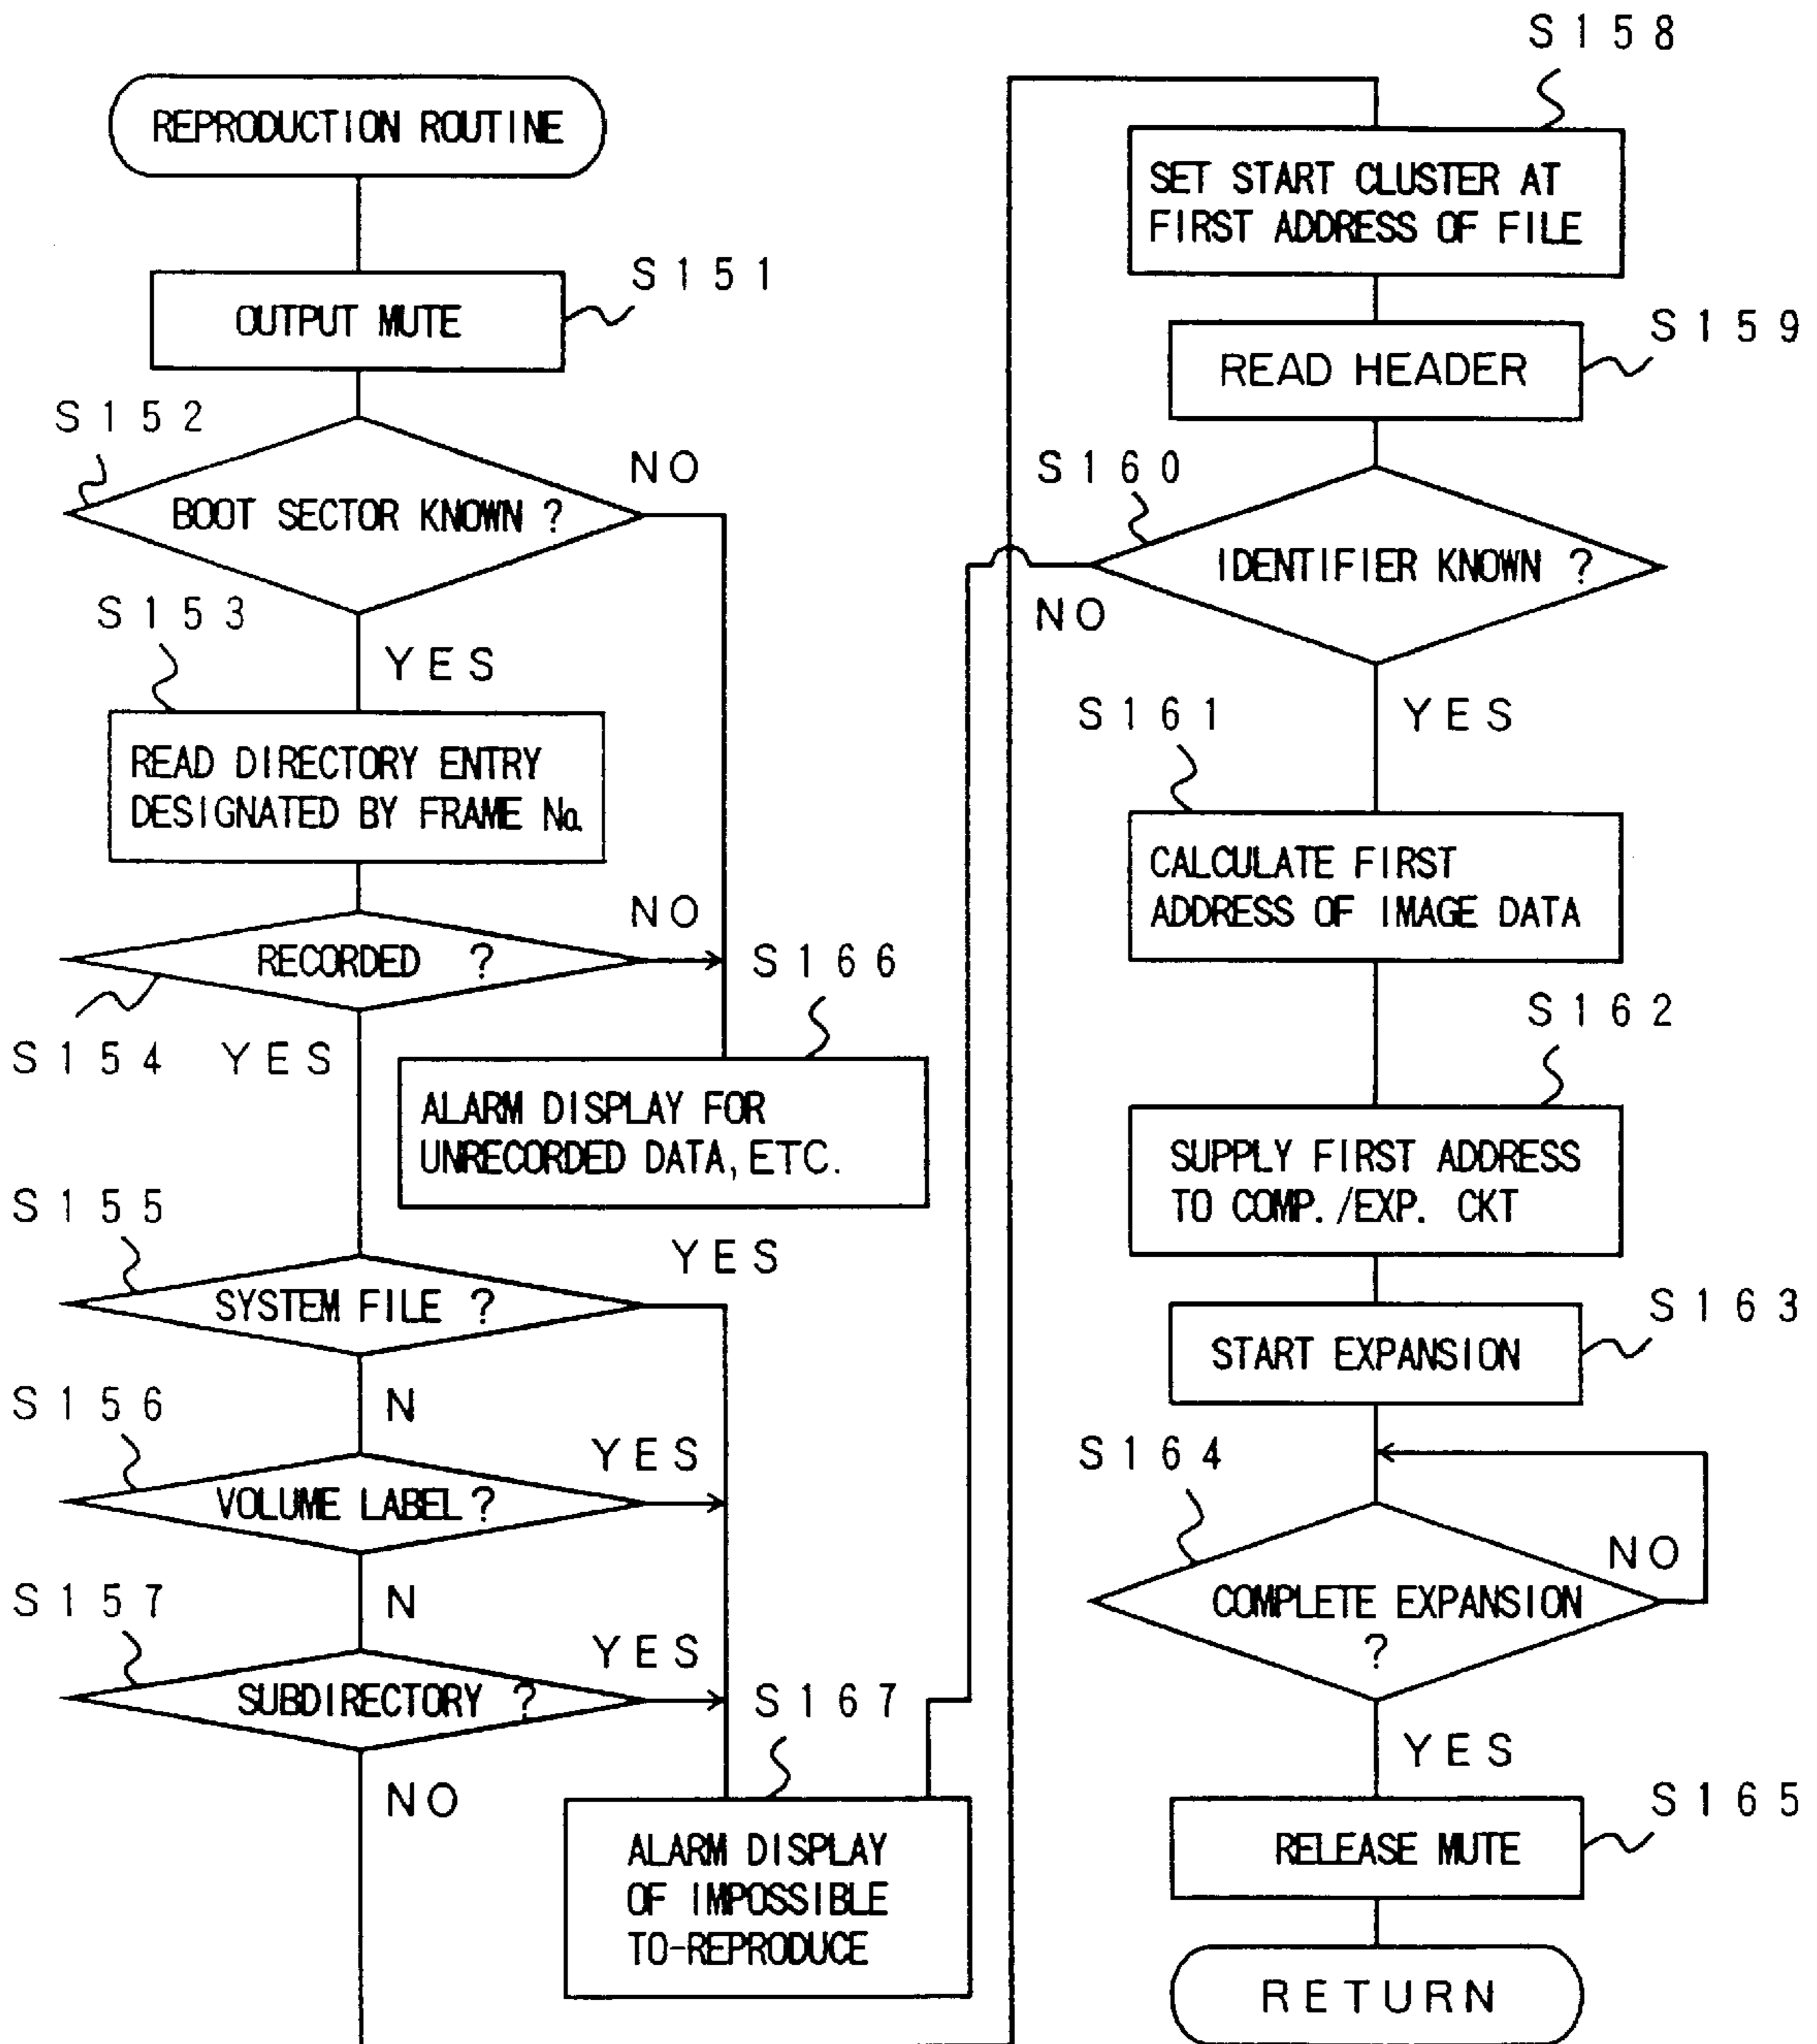 REPRODUCTION ROUTINE
S151
OUTPUT MUTE
S152
NO
BOOT SECTOR KNOWN ?
S153
YES
READ DIRECTORY ENTRY
DESIGNATED BY FRAME No.
NO
RECORDED ?
S154
YES
S166
ALARM DISPLAY FOR
UNRECORDED DATA, ETC.
S155
YES
SYSTEM FILE ?
S156
N
YES
VOLUME LABEL ?
S157
N
YES
SUBDIRECTORY ?
S167
NO
ALARM DISPLAY
OF IMPOSSIBLE
TO-REPRODUCE
S158
SET START CLUSTER AT
FIRST ADDRESS OF FILE
S159
READ HEADER
S160
IDENTIFIER KNOWN ?
NO
YES
S161
CALCULATE FIRST
ADDRESS OF IMAGE DATA
S162
SUPPLY FIRST ADDRESS
TO COMP./EXP. CKT
S163
START EXPANSION
S164
NO
COMPLETE EXPANSION
?
YES
S165
RELEASE MUTE
RETURN